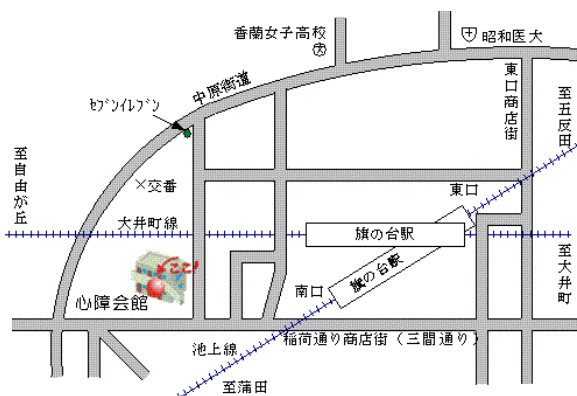 香蘭女子高校
昭和医大
中原街道
東口商店街
至五反田
ｾﾌﾞﾝｲﾚﾌﾞﾝ
至自由が丘
×交番
東口
大井町線
旗の台駅
旗の台駅
至大井町
ここ!
南口
心障会館
池上線
稲荷通り商店街（三間通り）
至蒲田